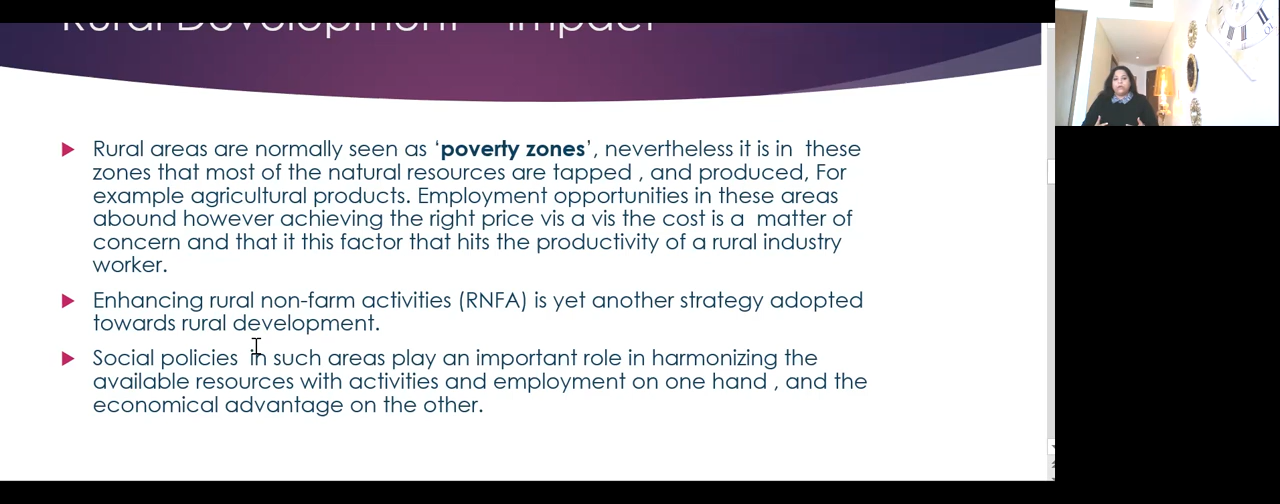 Rural Development – Impact
Rural areas are normally seen as ‘poverty zones’, nevertheless it is in these
zones that most of the natural resources are tapped , and produced, For
example agricultural products. Employment opportunities in these areas
abound however achieving the right price vis a vis the cost is a matter of
concern and that it this factor that hits the productivity of a rural industry
worker.
Enhancing rural non-farm activities (RNFA) is yet another strategy adopted
towards rural development.
Social policies in such areas play an important role in harmonizing the
available resources with activities and employment on one hand , and the
economical advantage on the other.